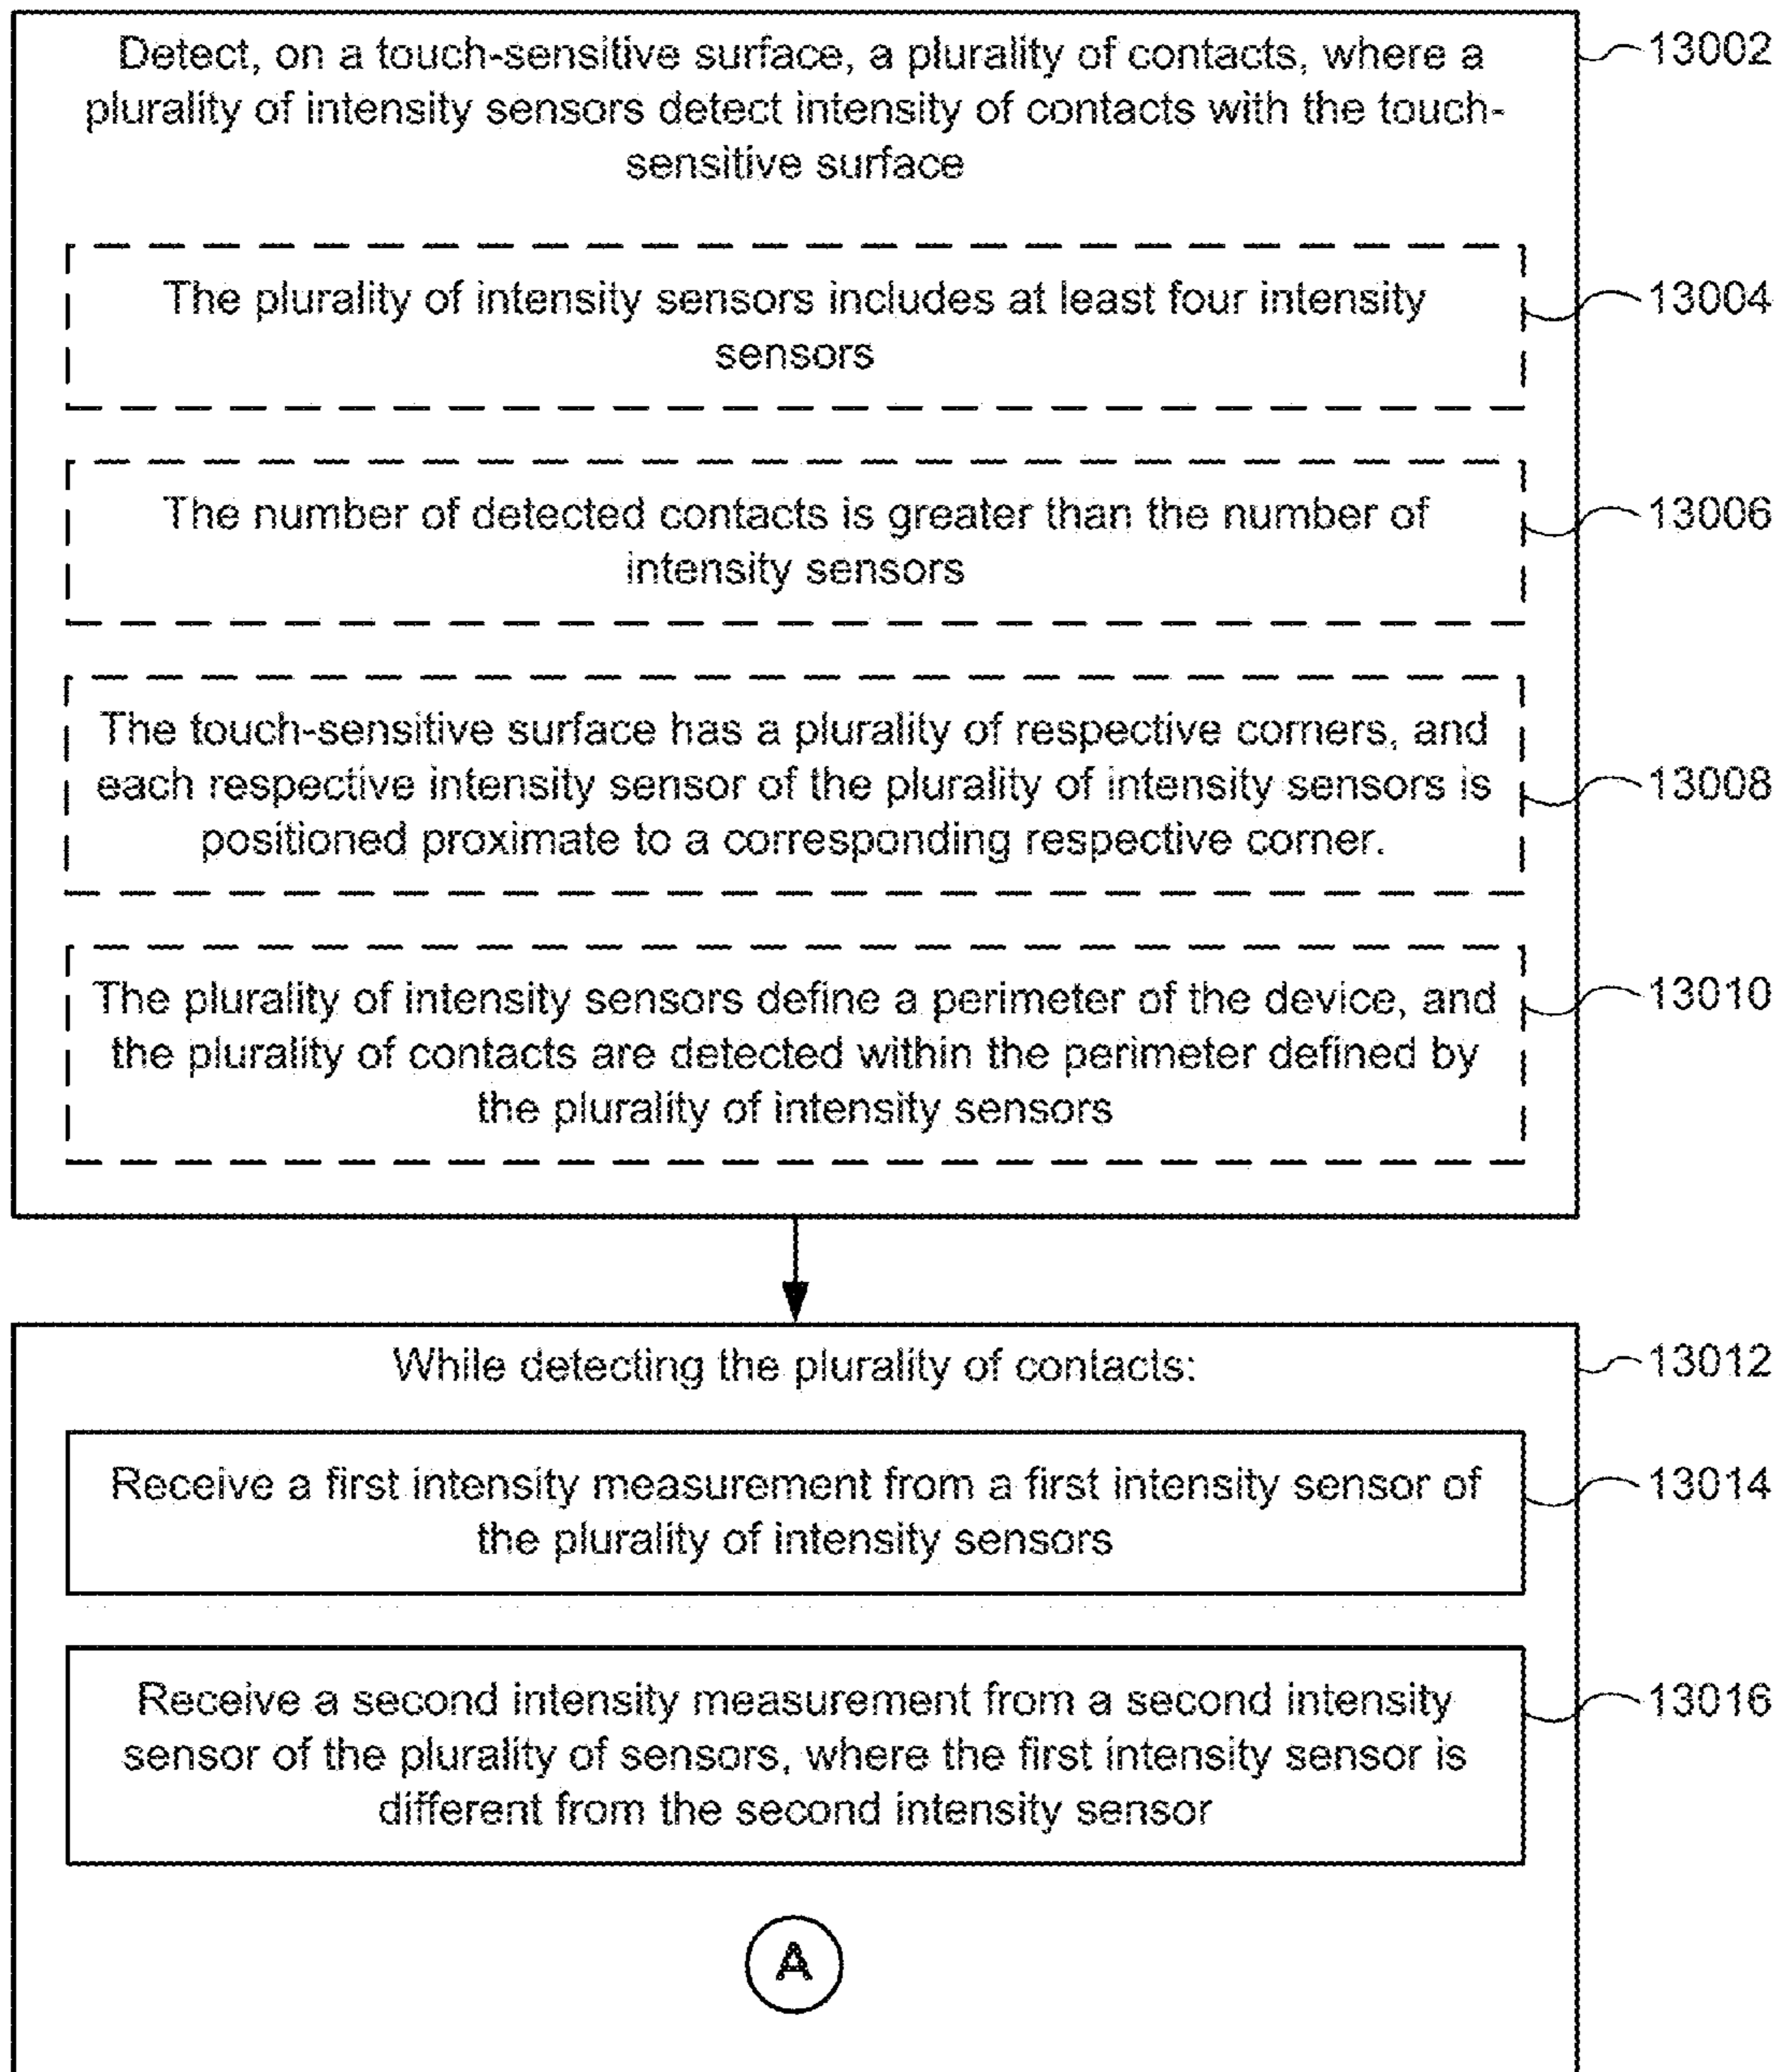 Detect, on a touch-sensitive surface, a plurality of contacts, where a
plurality of intensity sensors detect intensity of contacts with the touch-
sensitive surface
13002
The plurality of intensity sensors includes at least four intensity
sensors
13004
The number of detected contacts is greater than the number of
intensity sensors
13006
The touch-sensitive surface has a plurality of respective corners, and
each respective intensity sensor of the plurality of intensity sensors is
positioned proximate to a corresponding respective corner.
13008
The plurality of intensity sensors define a perimeter of the device, and
the plurality of contacts are detected within the perimeter defined by
the plurality of intensity sensors
13010
While detecting the plurality of contacts:
13012
Receive a first intensity measurement from a first intensity sensor of
the plurality of intensity sensors
13014
Receive a second intensity measurement from a second intensity
sensor of the plurality of sensors, where the first intensity sensor is
different from the second intensity sensor
13016
A